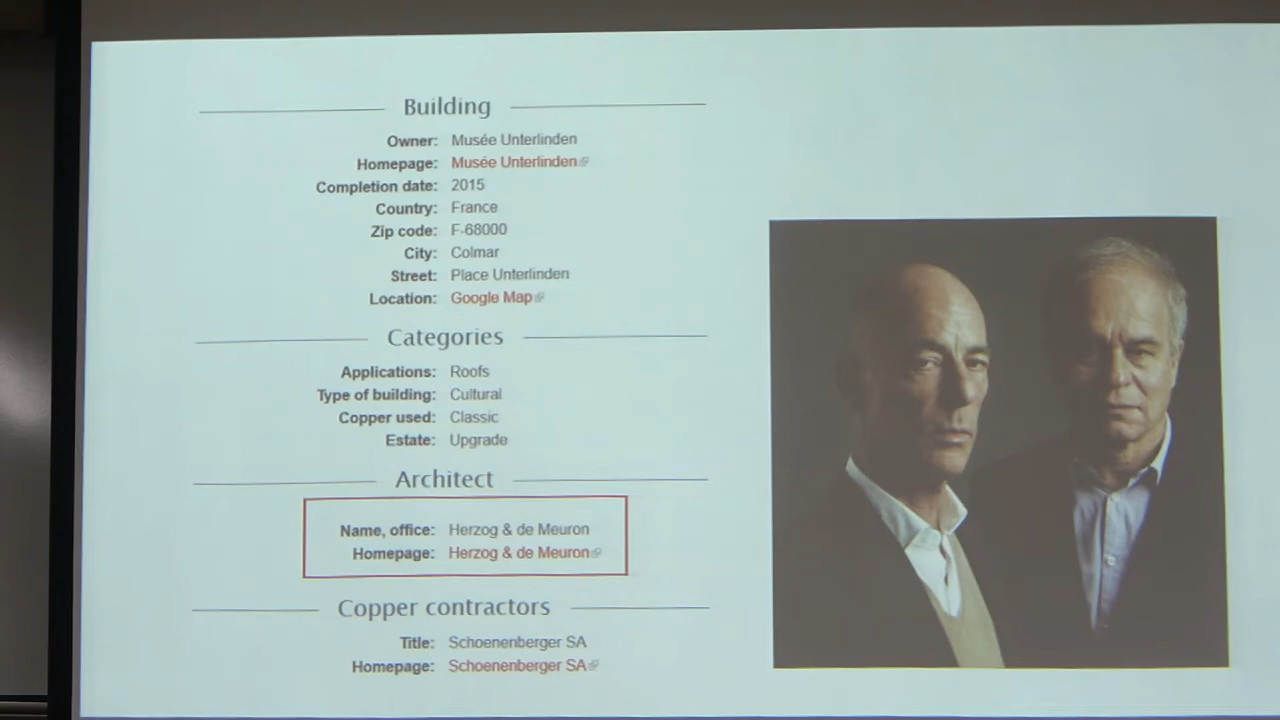 Building
Owner: Musée Unterlinden
Homepage: Musée Unterlinden
Completion date: 2015
Country: France
Zip code: F-68000
City: Colmar
Street: Place Unterlinden
Location: Google Map
Categories
Applications: Roofs
Type of building: Cultural
Copper used: Classic
Estate: Upgrade
Architect
Name, office: Herzog & de Meuron
Homepage: Herzog & de Meuron
Copper contractors
Title: Schoenenberger SA
Homepage: Schoenenberger SA